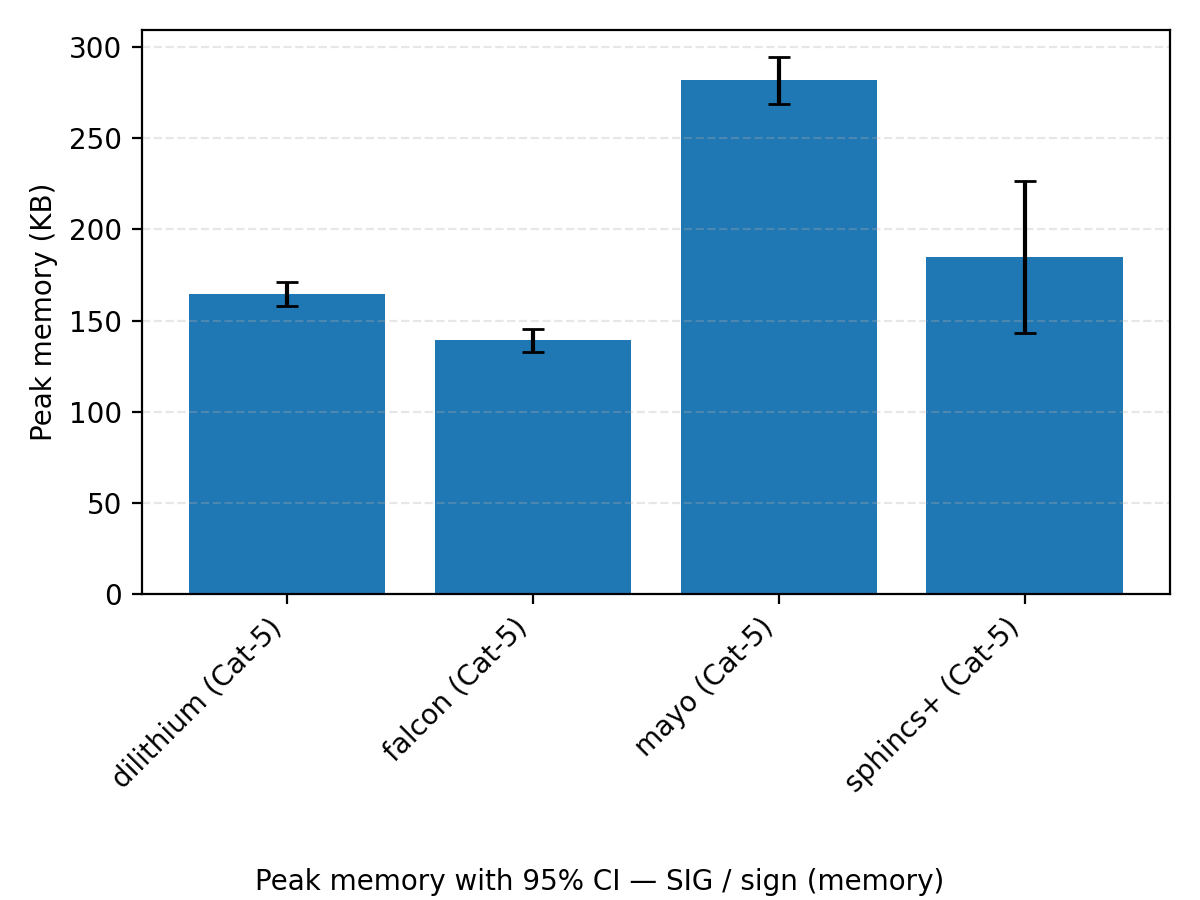 300
250
200
150
100
50
0
Peak memory (KB)
dilithium (Cat-5)
falcon (Cat-5)
mayo (Cat-5)
sphincs+ (Cat-5)
Peak memory with 95% CI — SIG / sign (memory)